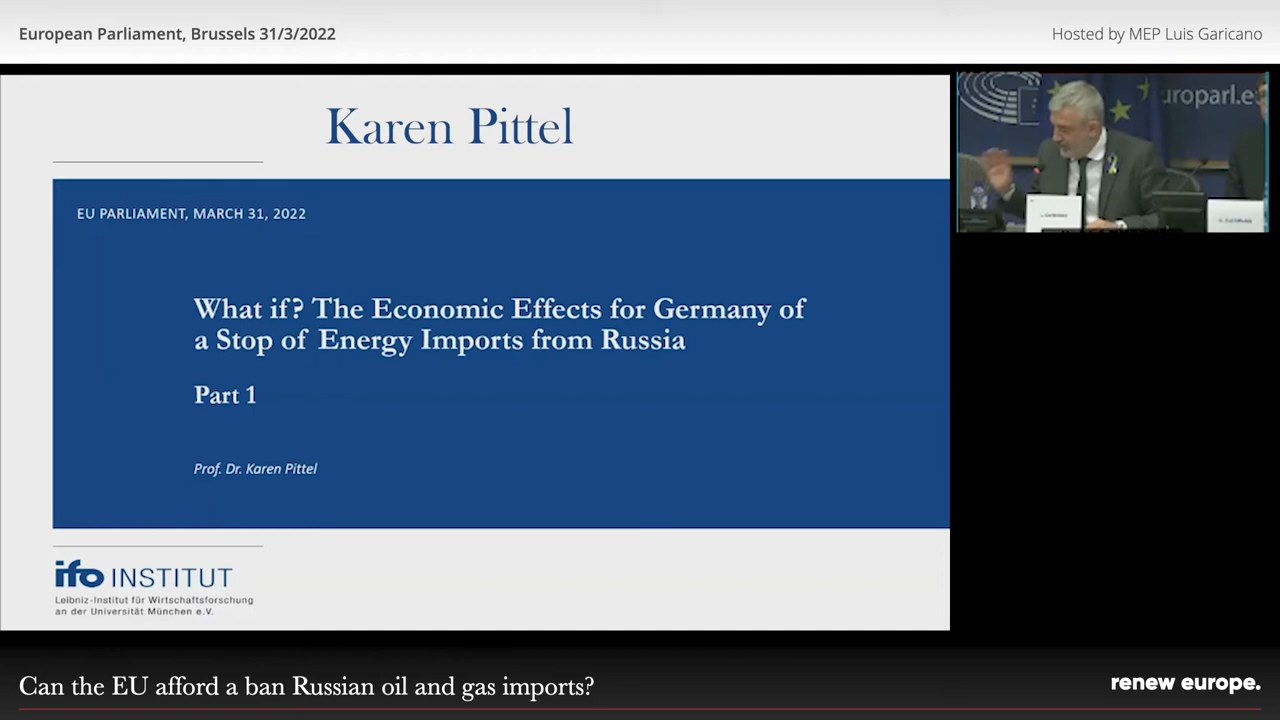 European Parliament, Brussels 31/3/2022
Hosted by MEP Luis Garicano
Karen Pittel
EU PARLIAMENT, MARCH 31, 2022
What if? The Economic Effects for Germany of
a Stop of Energy Imports from Russia
Part 1
Prof. Dr. Karen Pittel
ifo INSTITUT
Leibniz-Institut für Wirtschaftsforschung
an der Universität München e.V.
uroparl.e
Can the EU afford a ban Russian oil and gas imports?
renew europe.